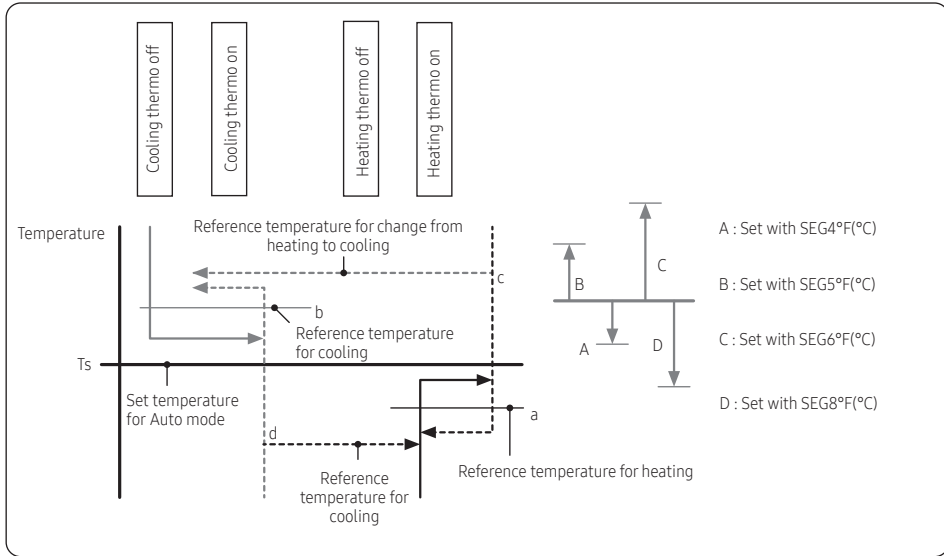 Cooling thermo off
Cooling thermo on
Heating thermo off
Heating thermo on
Temperature
Reference temperature for change from
heating to cooling
c
b
Reference temperature
for cooling
Ts
Set temperature
for Auto mode
a
d
Reference temperature for heating
Reference
temperature for
cooling
B
C
A
D
A : Set with SEG4°F(°C)
B : Set with SEG5°F(°C)
C : Set with SEG6°F(°C)
D : Set with SEG8°F(°C)